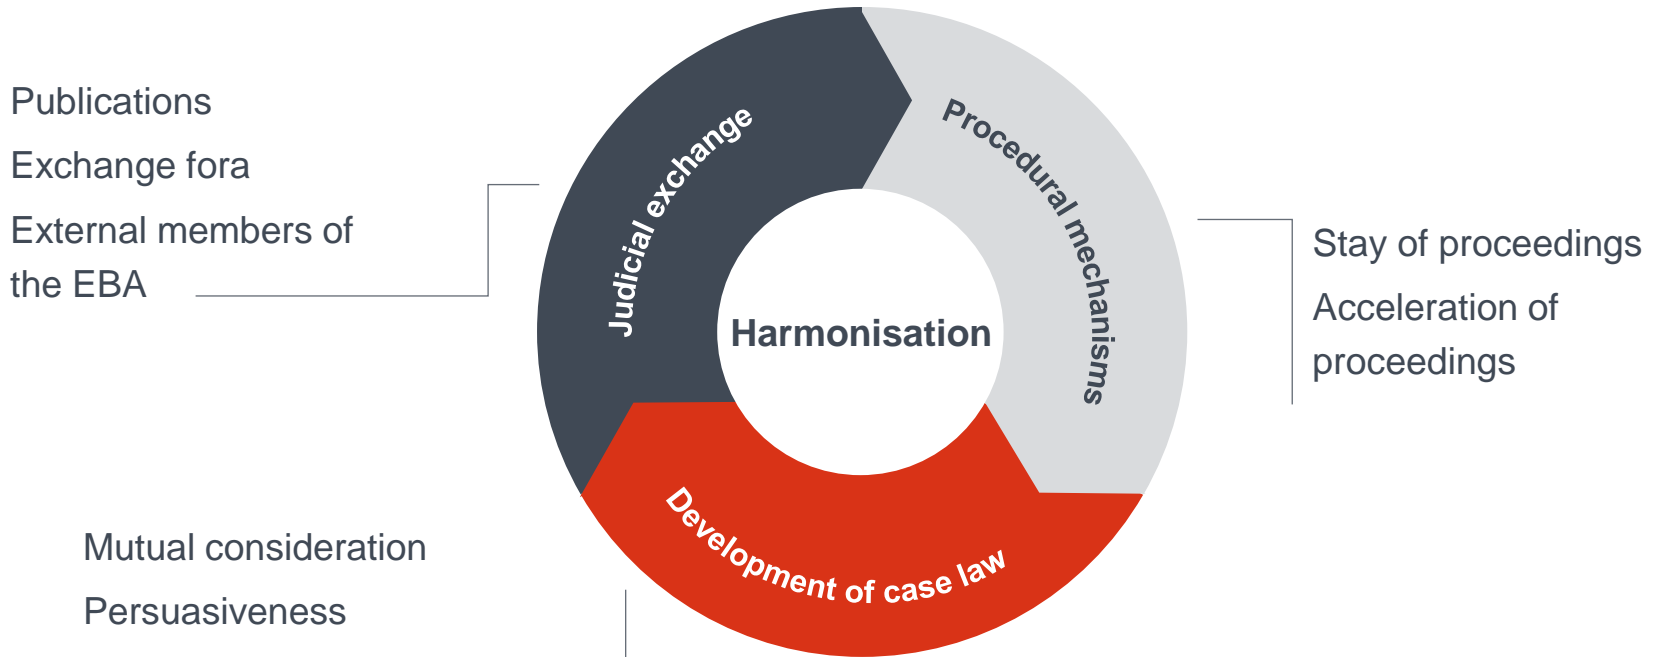 Publications
Exchange fora
External members of
the EBA
Judicial exchange
Procedural mechanisms
Harmonisation
Stay of proceedings
Acceleration of
proceedings
Development of case law
Mutual consideration
Persuasiveness